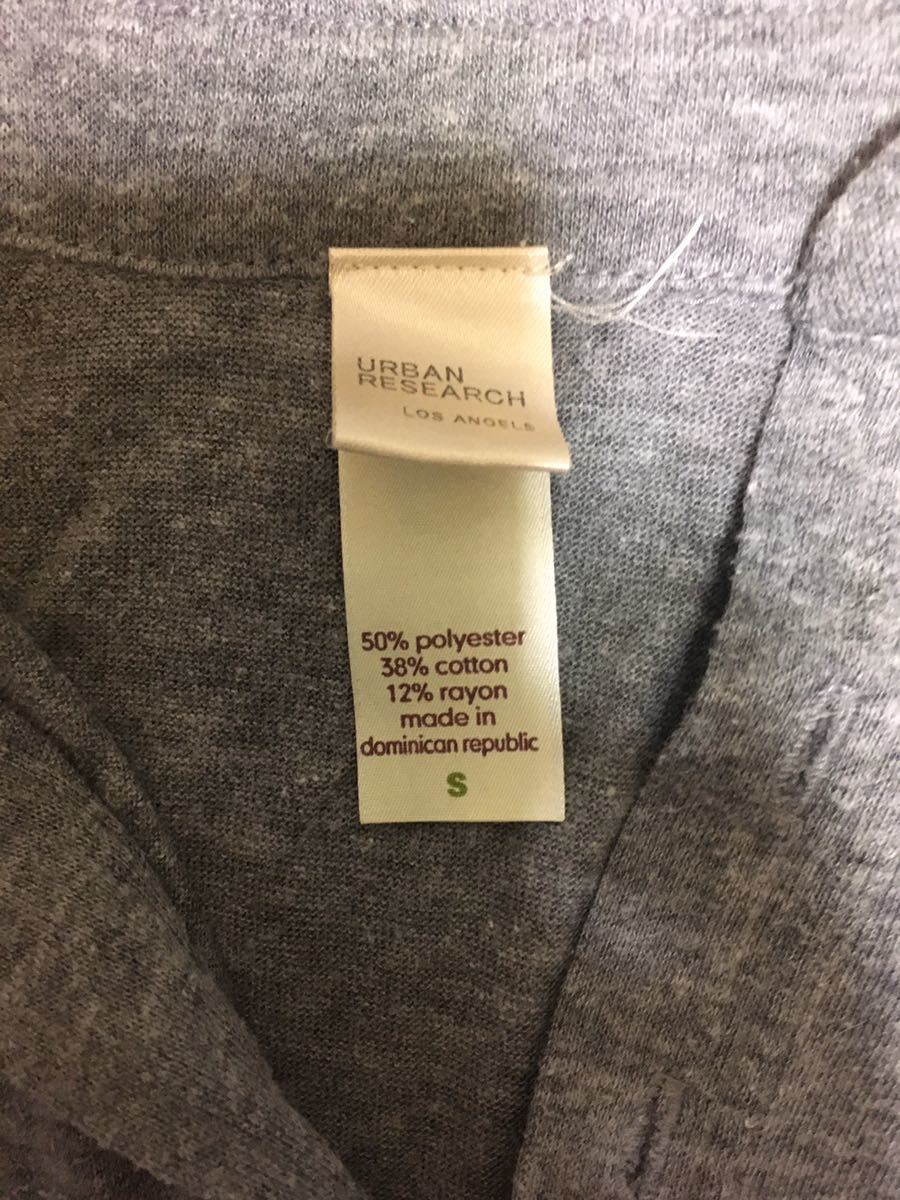 URBAN
RESEARCH
LOS ANGELS
50% polyester
38% cotton
12% rayon
made in
dominican republic
S